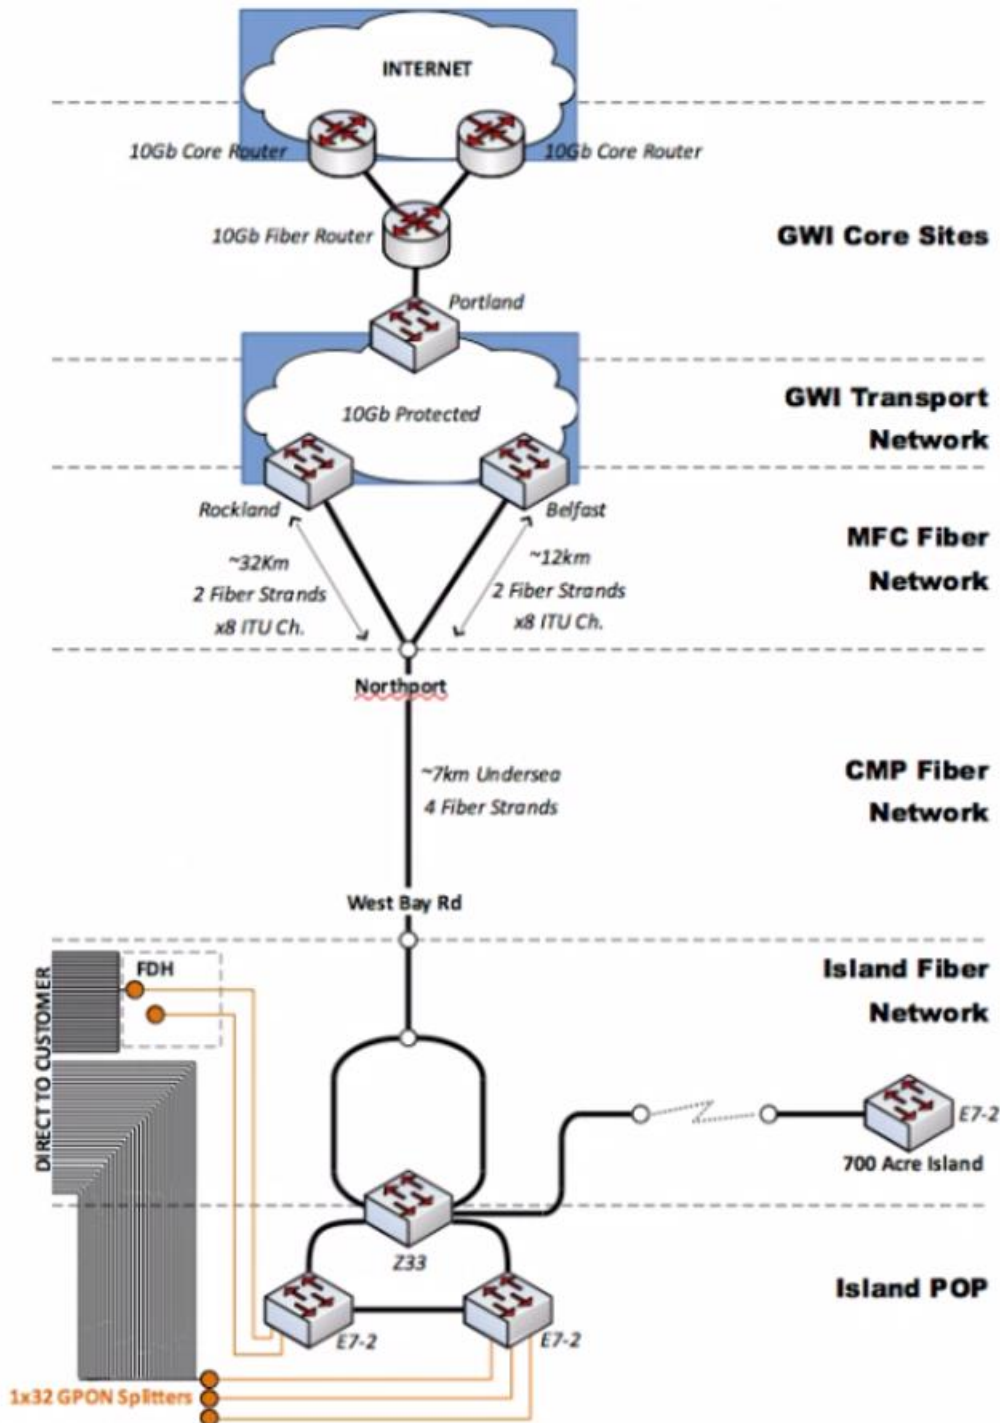 INTERNET
10Gb Core Router
10Gb Core Router
10Gb Fiber Router
GWI Core Sites
Portland
GWI Transport
Network
10Gb Protected
Rockland
Belfast
MFC Fiber
Network
~32Km
2 Fiber Strands
x8 ITU Ch.
~12km
2 Fiber Strands
x8 ITU Ch.
Northport
~7km Undersea
4 Fiber Strands
CMP Fiber
Network
West Bay Rd
Island Fiber
Network
FDH
DIRECT TO CUSTOMER
E7-2
700 Acre Island
Z33
Island POP
E7-2
E7-2
1x32 GPON Splitters